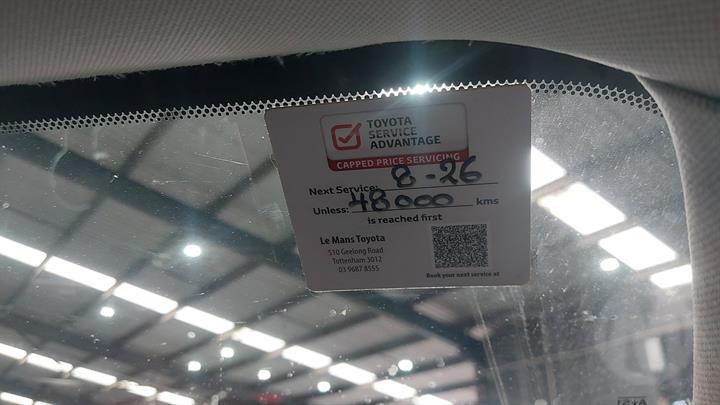 TOYOTA
SERVICE
ADVANTAGE
CAPPED PRICE SERVICING
Next Service: 8-26
Unless: 48000 kms
is reached first
Le Mans Toyota
510 Geelong Road
Tottenham 3012
03 9687 8555
Book your next service at